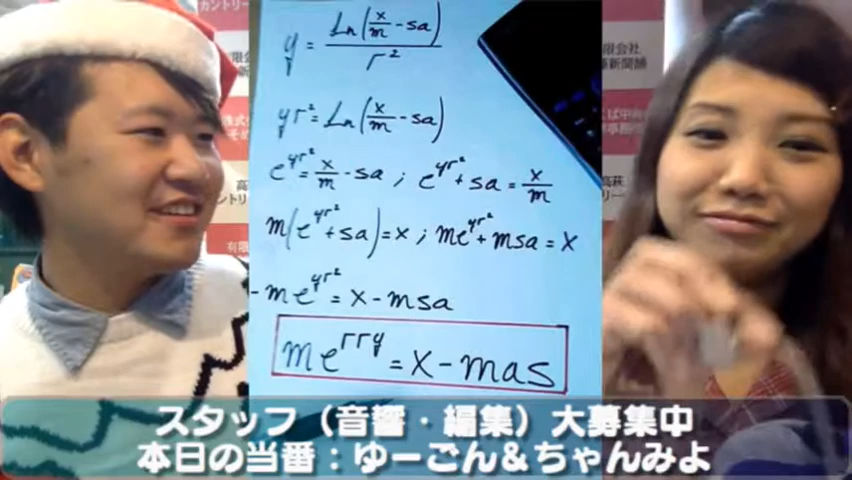 y = Ln(x/m - sa) / r²
yr² = Ln(x/m - sa)
e^yr² = x/m - sa ; e^yr² + sa = x/m
m(e^yr² + sa) = x ; me^yr² + msa = x
- me^yr² = x - msa
me^rry = x - mas
スタッフ（音響・編集）大募集中
本日の当番：ゆーごん＆ちゃんみよ